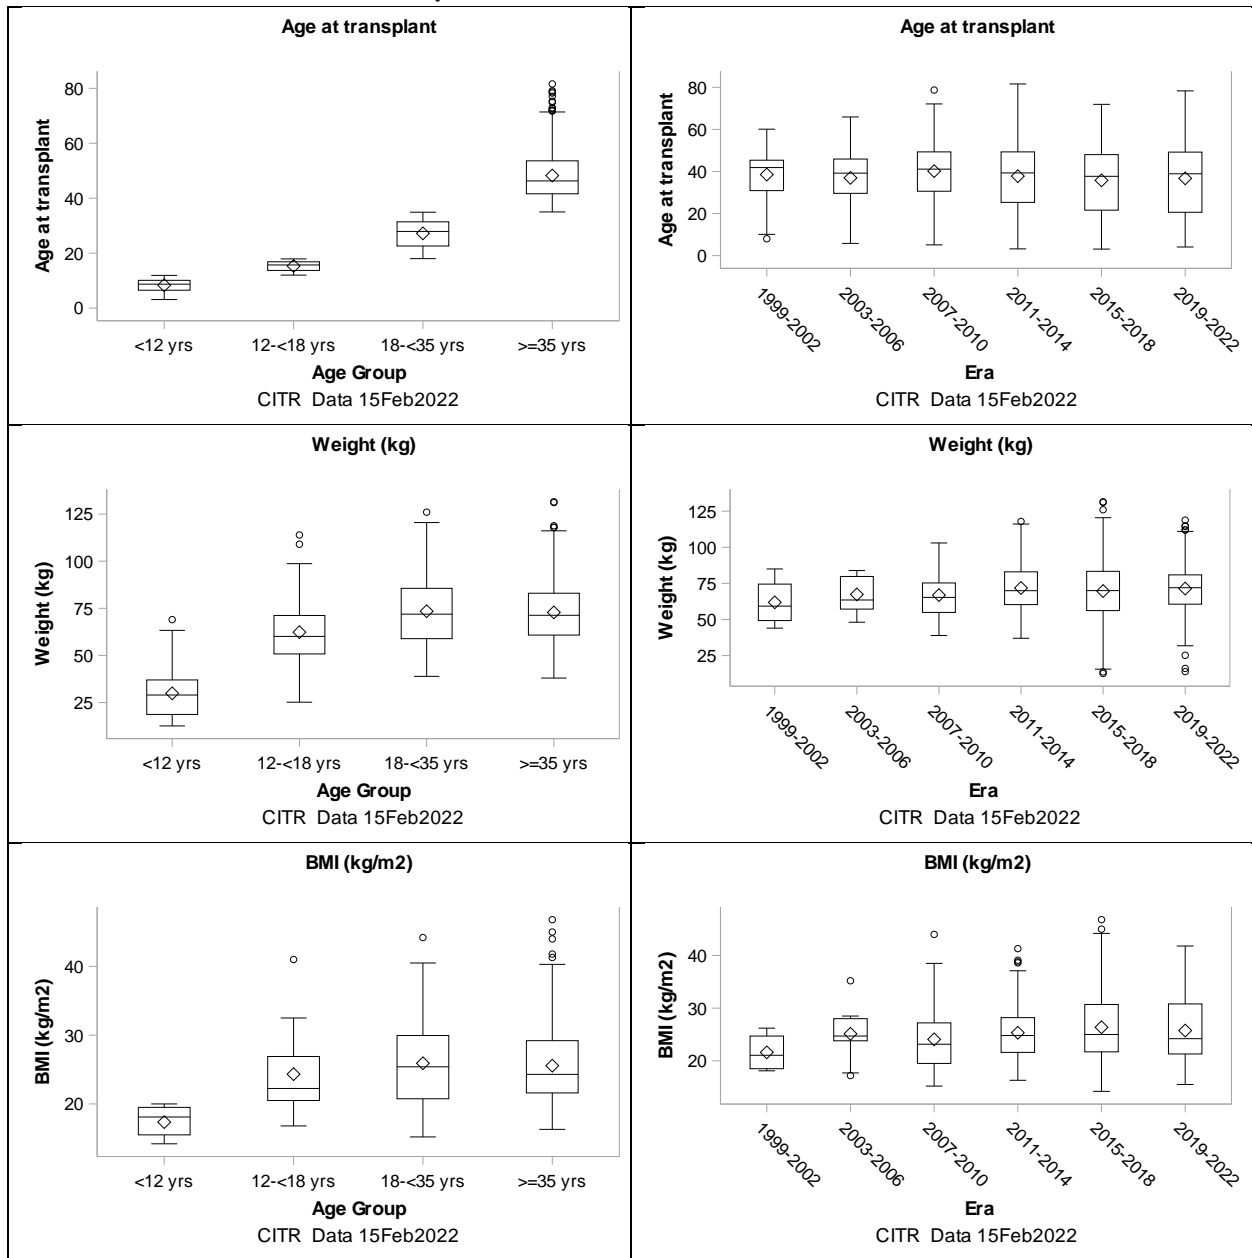 Age at transplant
Age at transplant
80
60
40
20
0
<12 yrs 12-<18 yrs 18-<35 yrs >=35 yrs
Age Group
CITR Data 15Feb2022
Age at transplant
Age at transplant
80
60
40
20
0
1999-2002 2003-2006 2007-2010 2011-2014 2015-2018 2019-2022
Era
CITR Data 15Feb2022
Weight (kg)
Weight (kg)
125
100
75
50
25
<12 yrs 12-<18 yrs 18-<35 yrs >=35 yrs
Age Group
CITR Data 15Feb2022
Weight (kg)
Weight (kg)
125
100
75
50
25
1999-2002 2003-2006 2007-2010 2011-2014 2015-2018 2019-2022
Era
CITR Data 15Feb2022
BMI (kg/m2)
BMI (kg/m2)
40
30
20
<12 yrs 12-<18 yrs 18-<35 yrs >=35 yrs
Age Group
CITR Data 15Feb2022
BMI (kg/m2)
BMI (kg/m2)
40
30
20
1999-2002 2003-2006 2007-2010 2011-2014 2015-2018 2019-2022
Era
CITR Data 15Feb2022